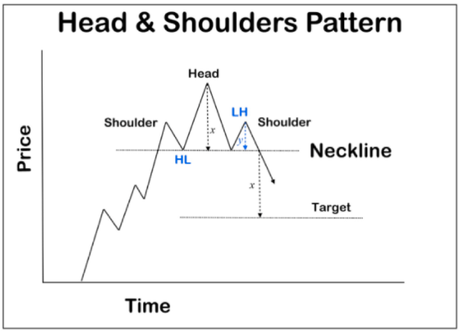 Head & Shoulders Pattern
Head
LH
Shoulder
Shoulder
x
y
HL
Neckline
x
Target
Price
Time